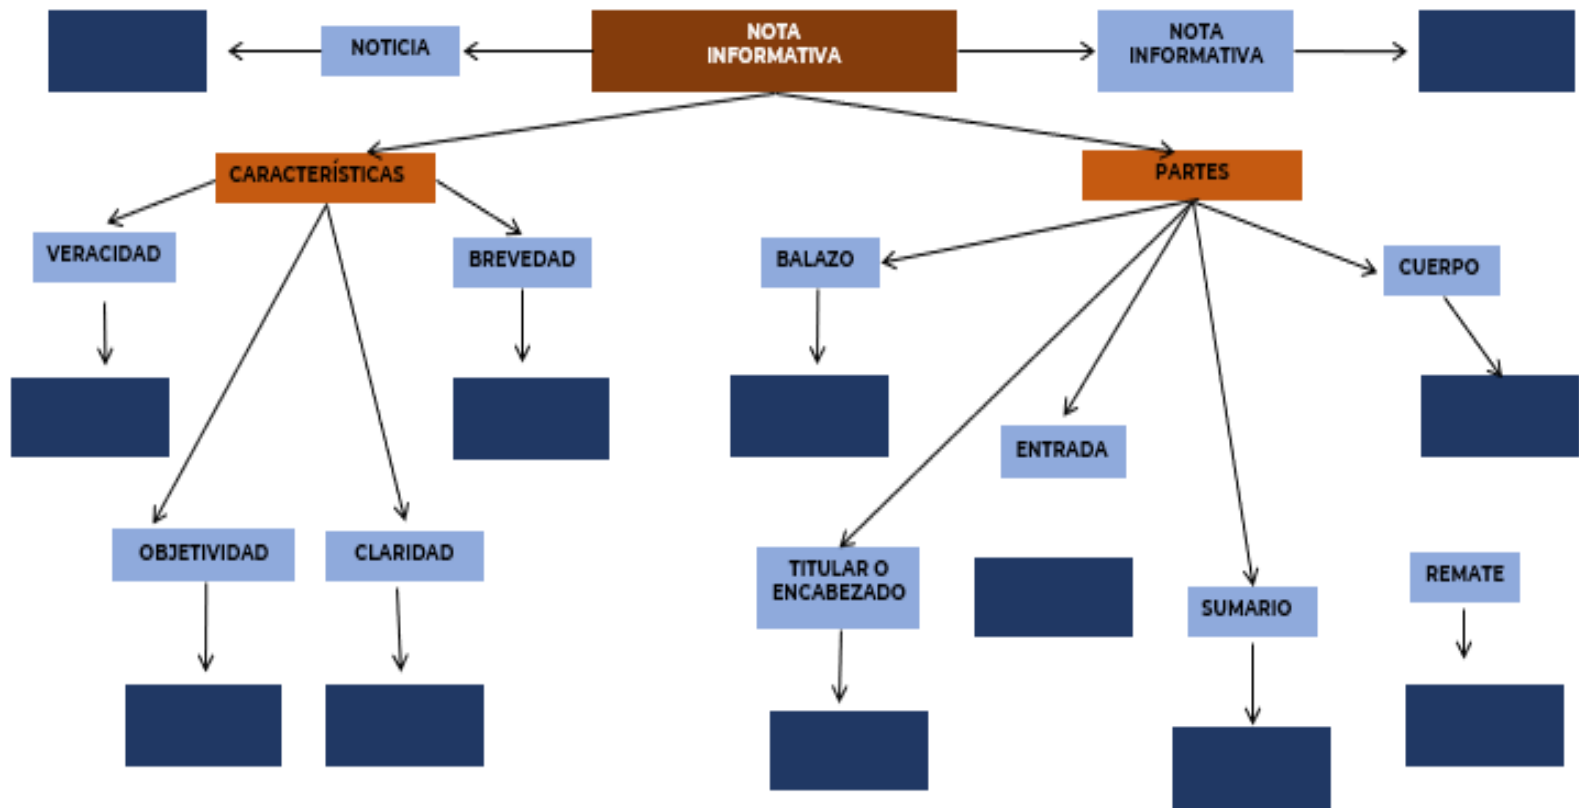 NOTICIA
NOTA
INFORMATIVA
NOTA
INFORMATIVA
CARACTERÍSTICAS
PARTES
VERACIDAD
BREVEDAD
BALAZO
CUERPO
ENTRADA
OBJETIVIDAD
CLARIDAD
TITULAR O
ENCABEZADO
SUMARIO
REMATE